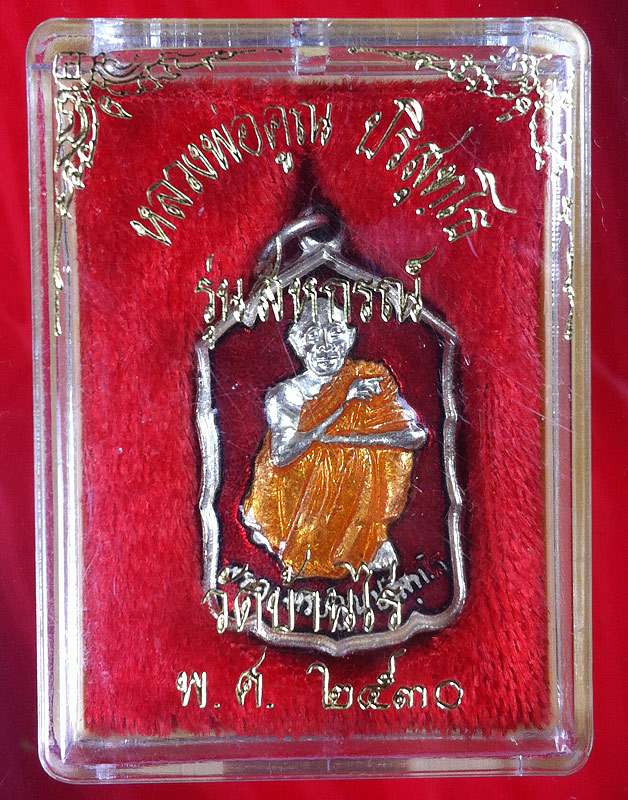 หลวงพ่อคูณ ปริสุทฺโธ
รุ่นสหกรณ์
วัดบ้านไร่
พ.ศ. ๒๕๓๐